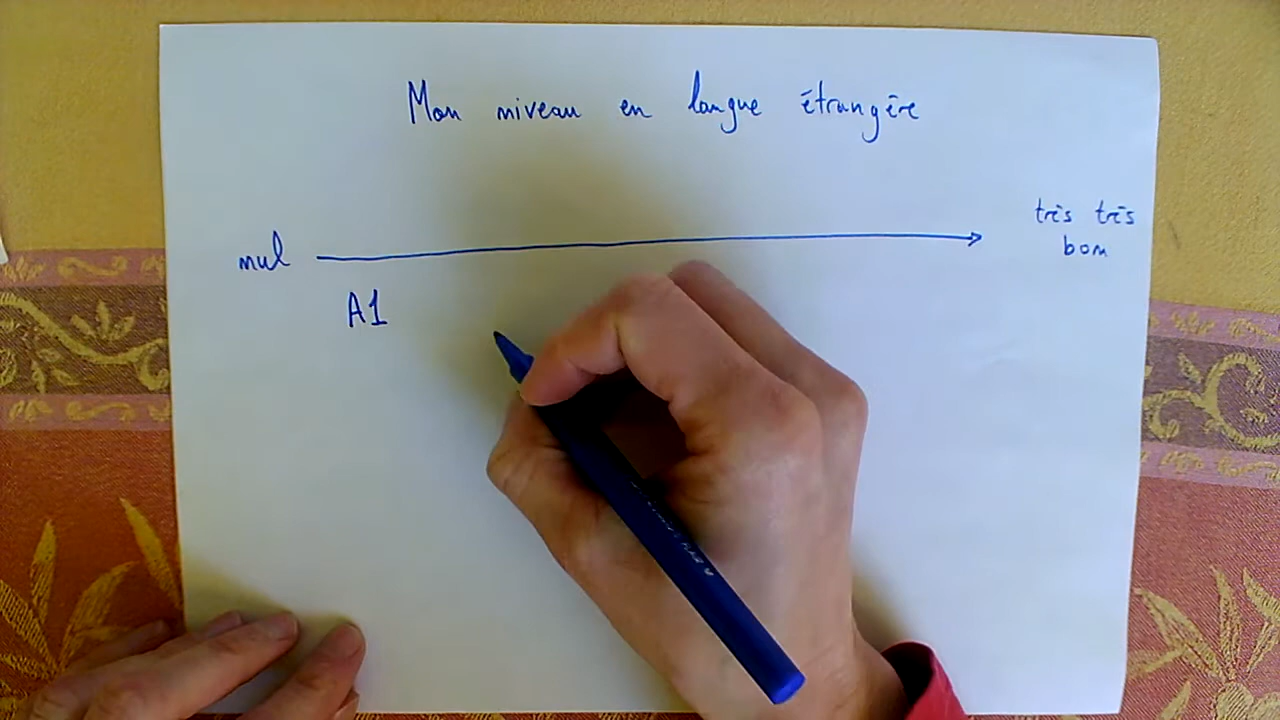 Mon niveau en langue étrangère
nul
très très
bon
A1